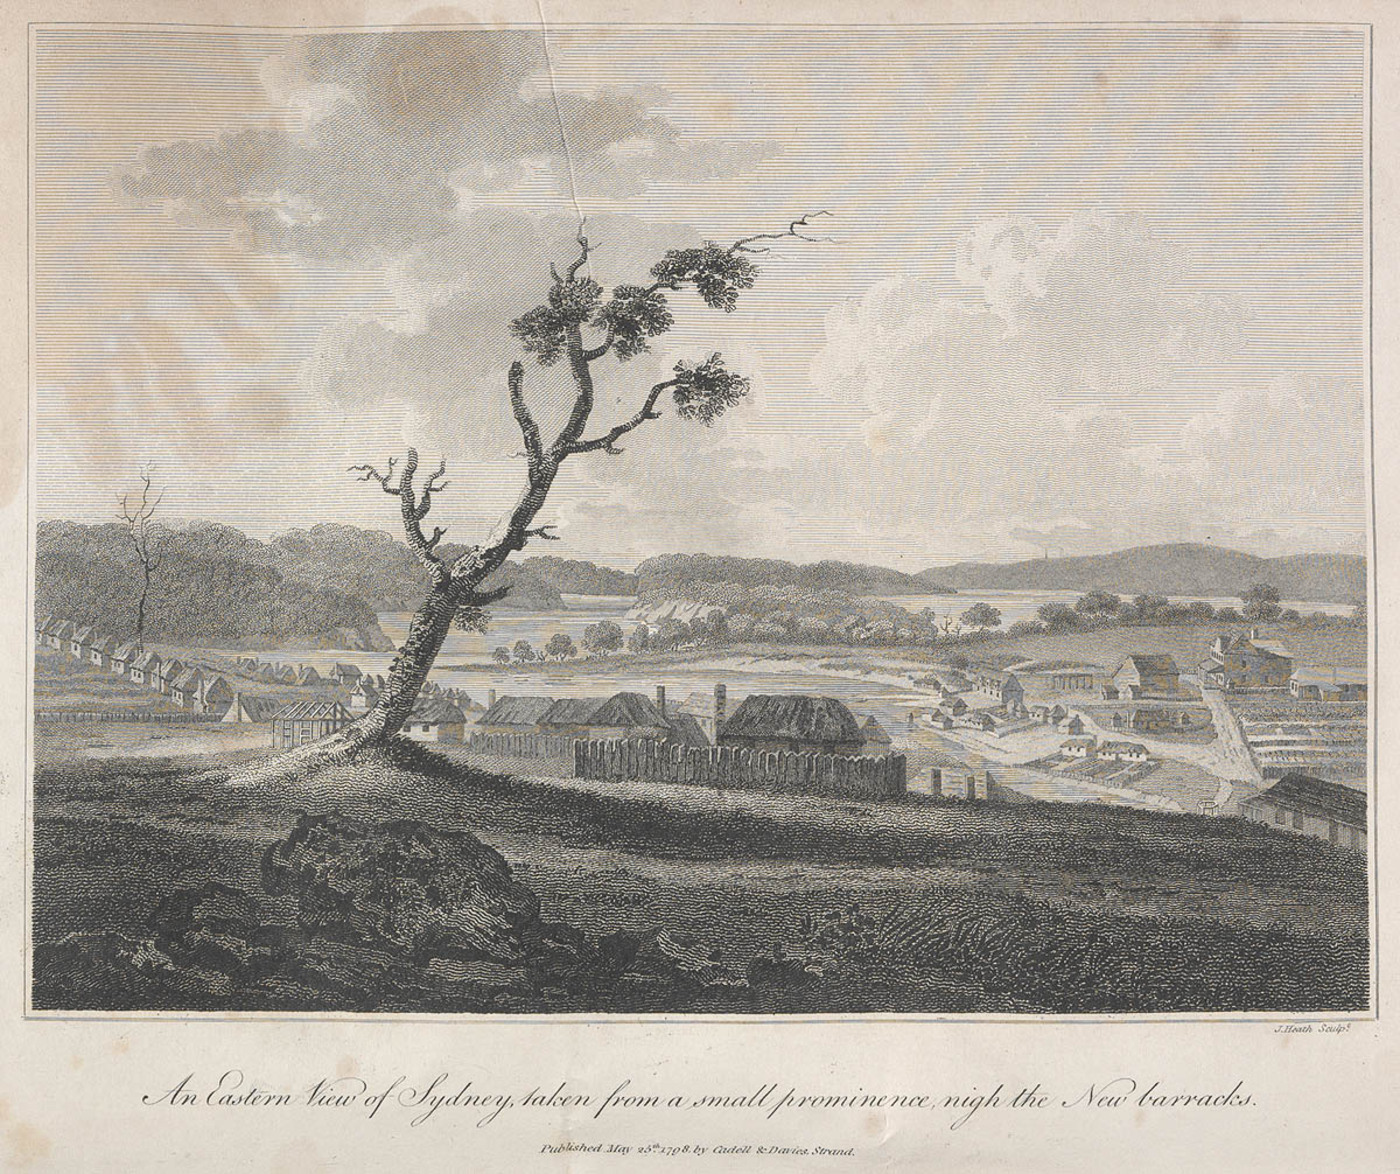 J. Heath Sculpt.
An Eastern View of Sydney, taken from a small prominence, nigh the New barracks.
Published May 25th 1798, by Cadell & Davies, Strand.